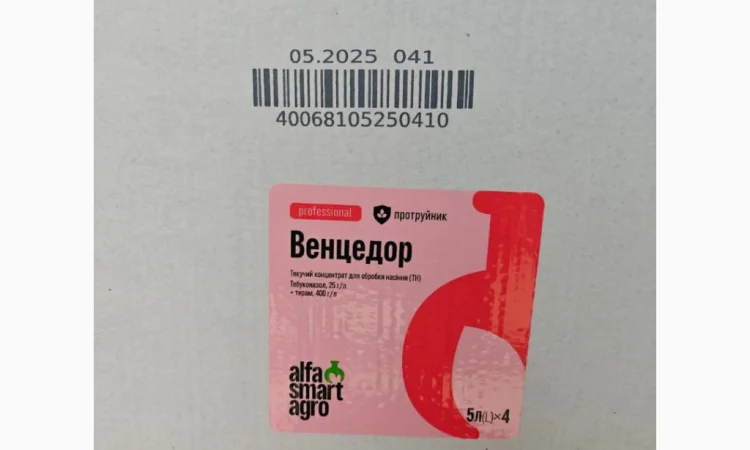 05.2025 041
40068105250410
professional протруйник
Венцедор
Текучий концентрат для обробки насіння (ТН)
Тебуконазол, 25 г/л
+ тирам, 400 г/л
alfa
smart
agro
5л(L)×4